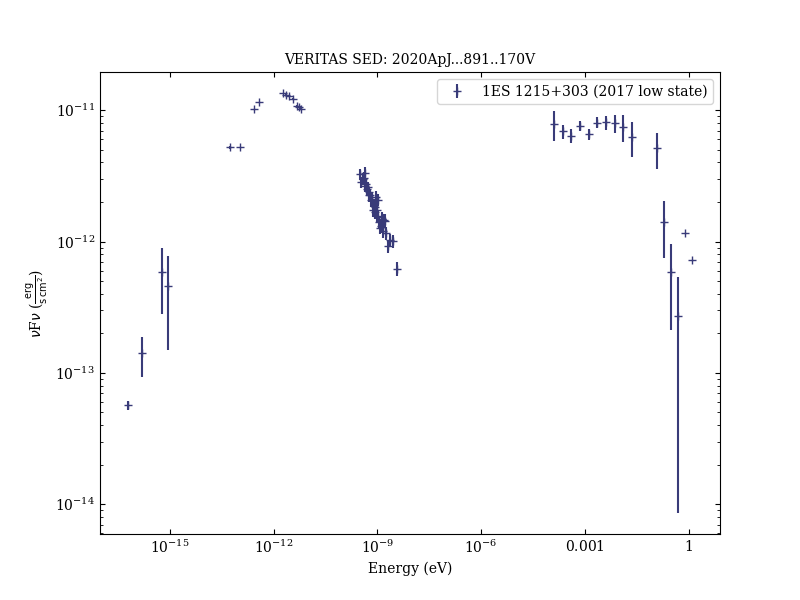 VERITAS SED: 2020ApJ...891..170V
1ES 1215+303 (2017 low state)
νFν (erg / s cm²)
10⁻¹¹
10⁻¹²
10⁻¹³
10⁻¹⁴
10⁻¹⁵ 10⁻¹² 10⁻⁹ 10⁻⁶ 0.001 1
Energy (eV)